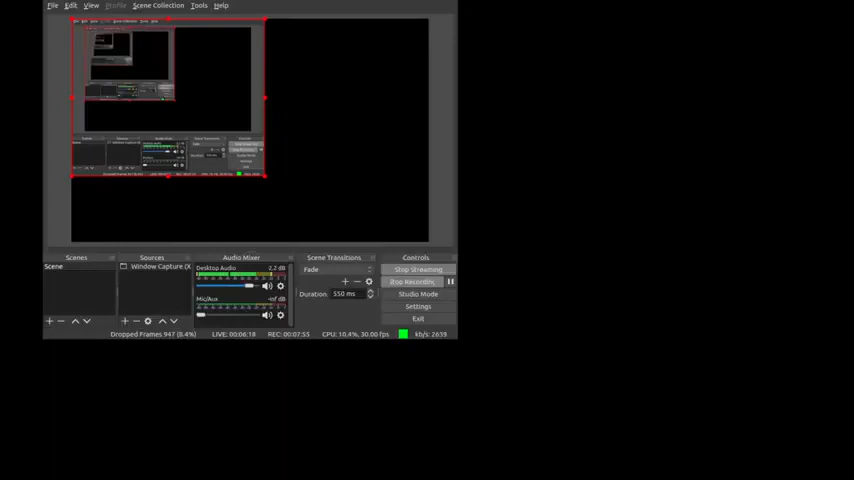 File Edit View Profile Scene Collection Tools Help
Scenes Sources Audio Mixer Scene Transitions Controls
Scene
Window Capture (X
Desktop Audio -2.2 dB
Mic/Aux -inf dB
Fade
Duration: 550 ms
Stop Streaming
Stop Recording
Studio Mode
Settings
Exit
Dropped Frames 947 (8.4%) LIVE: 00:06:18 REC: 00:07:55 CPU: 10.4%, 30.00 fps kb/s: 2633